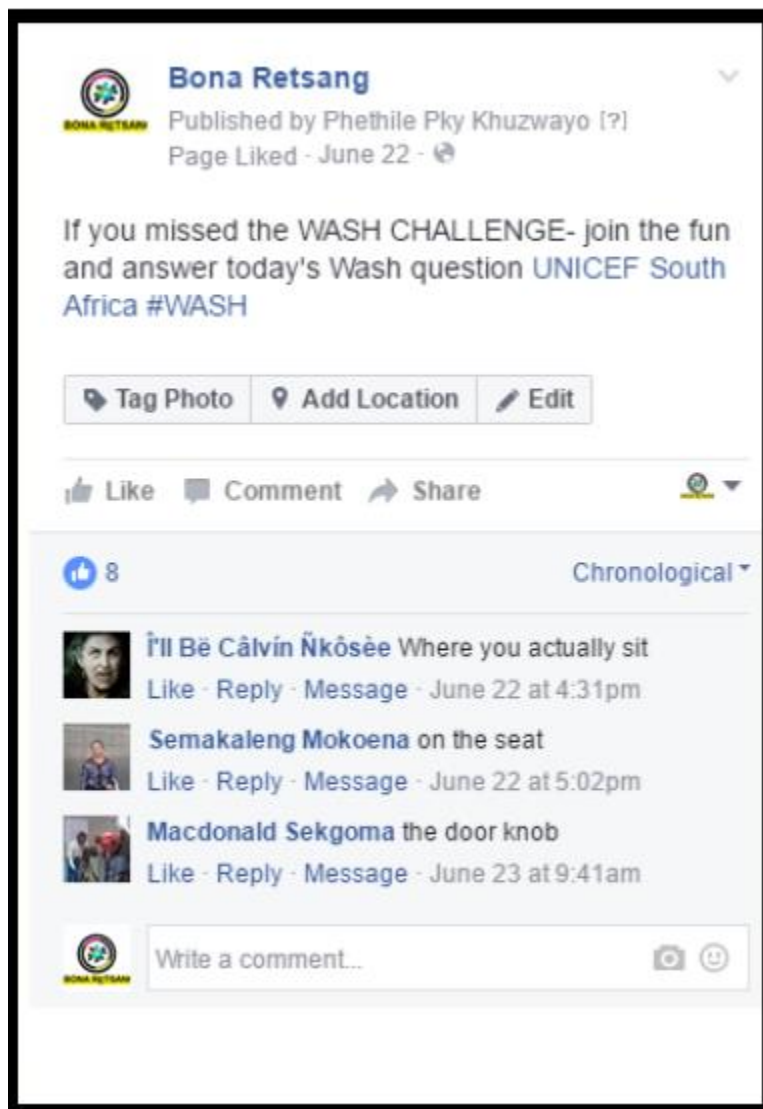 Bona Retsang
Published by Phethile Pky Khuzwayo [?]
Page Liked · June 22 ·
If you missed the WASH CHALLENGE- join the fun
and answer today's Wash question UNICEF South
Africa #WASH
Tag Photo Add Location Edit
Like Comment Share
8 Chronological
Î'll Bë Câlvín Ñkôsèe Where you actually sit
Like · Reply · Message · June 22 at 4:31pm
Semakaleng Mokoena on the seat
Like · Reply · Message · June 22 at 5:02pm
Macdonald Sekgoma the door knob
Like · Reply · Message · June 23 at 9:41am
BONA RETSANG
Write a comment...